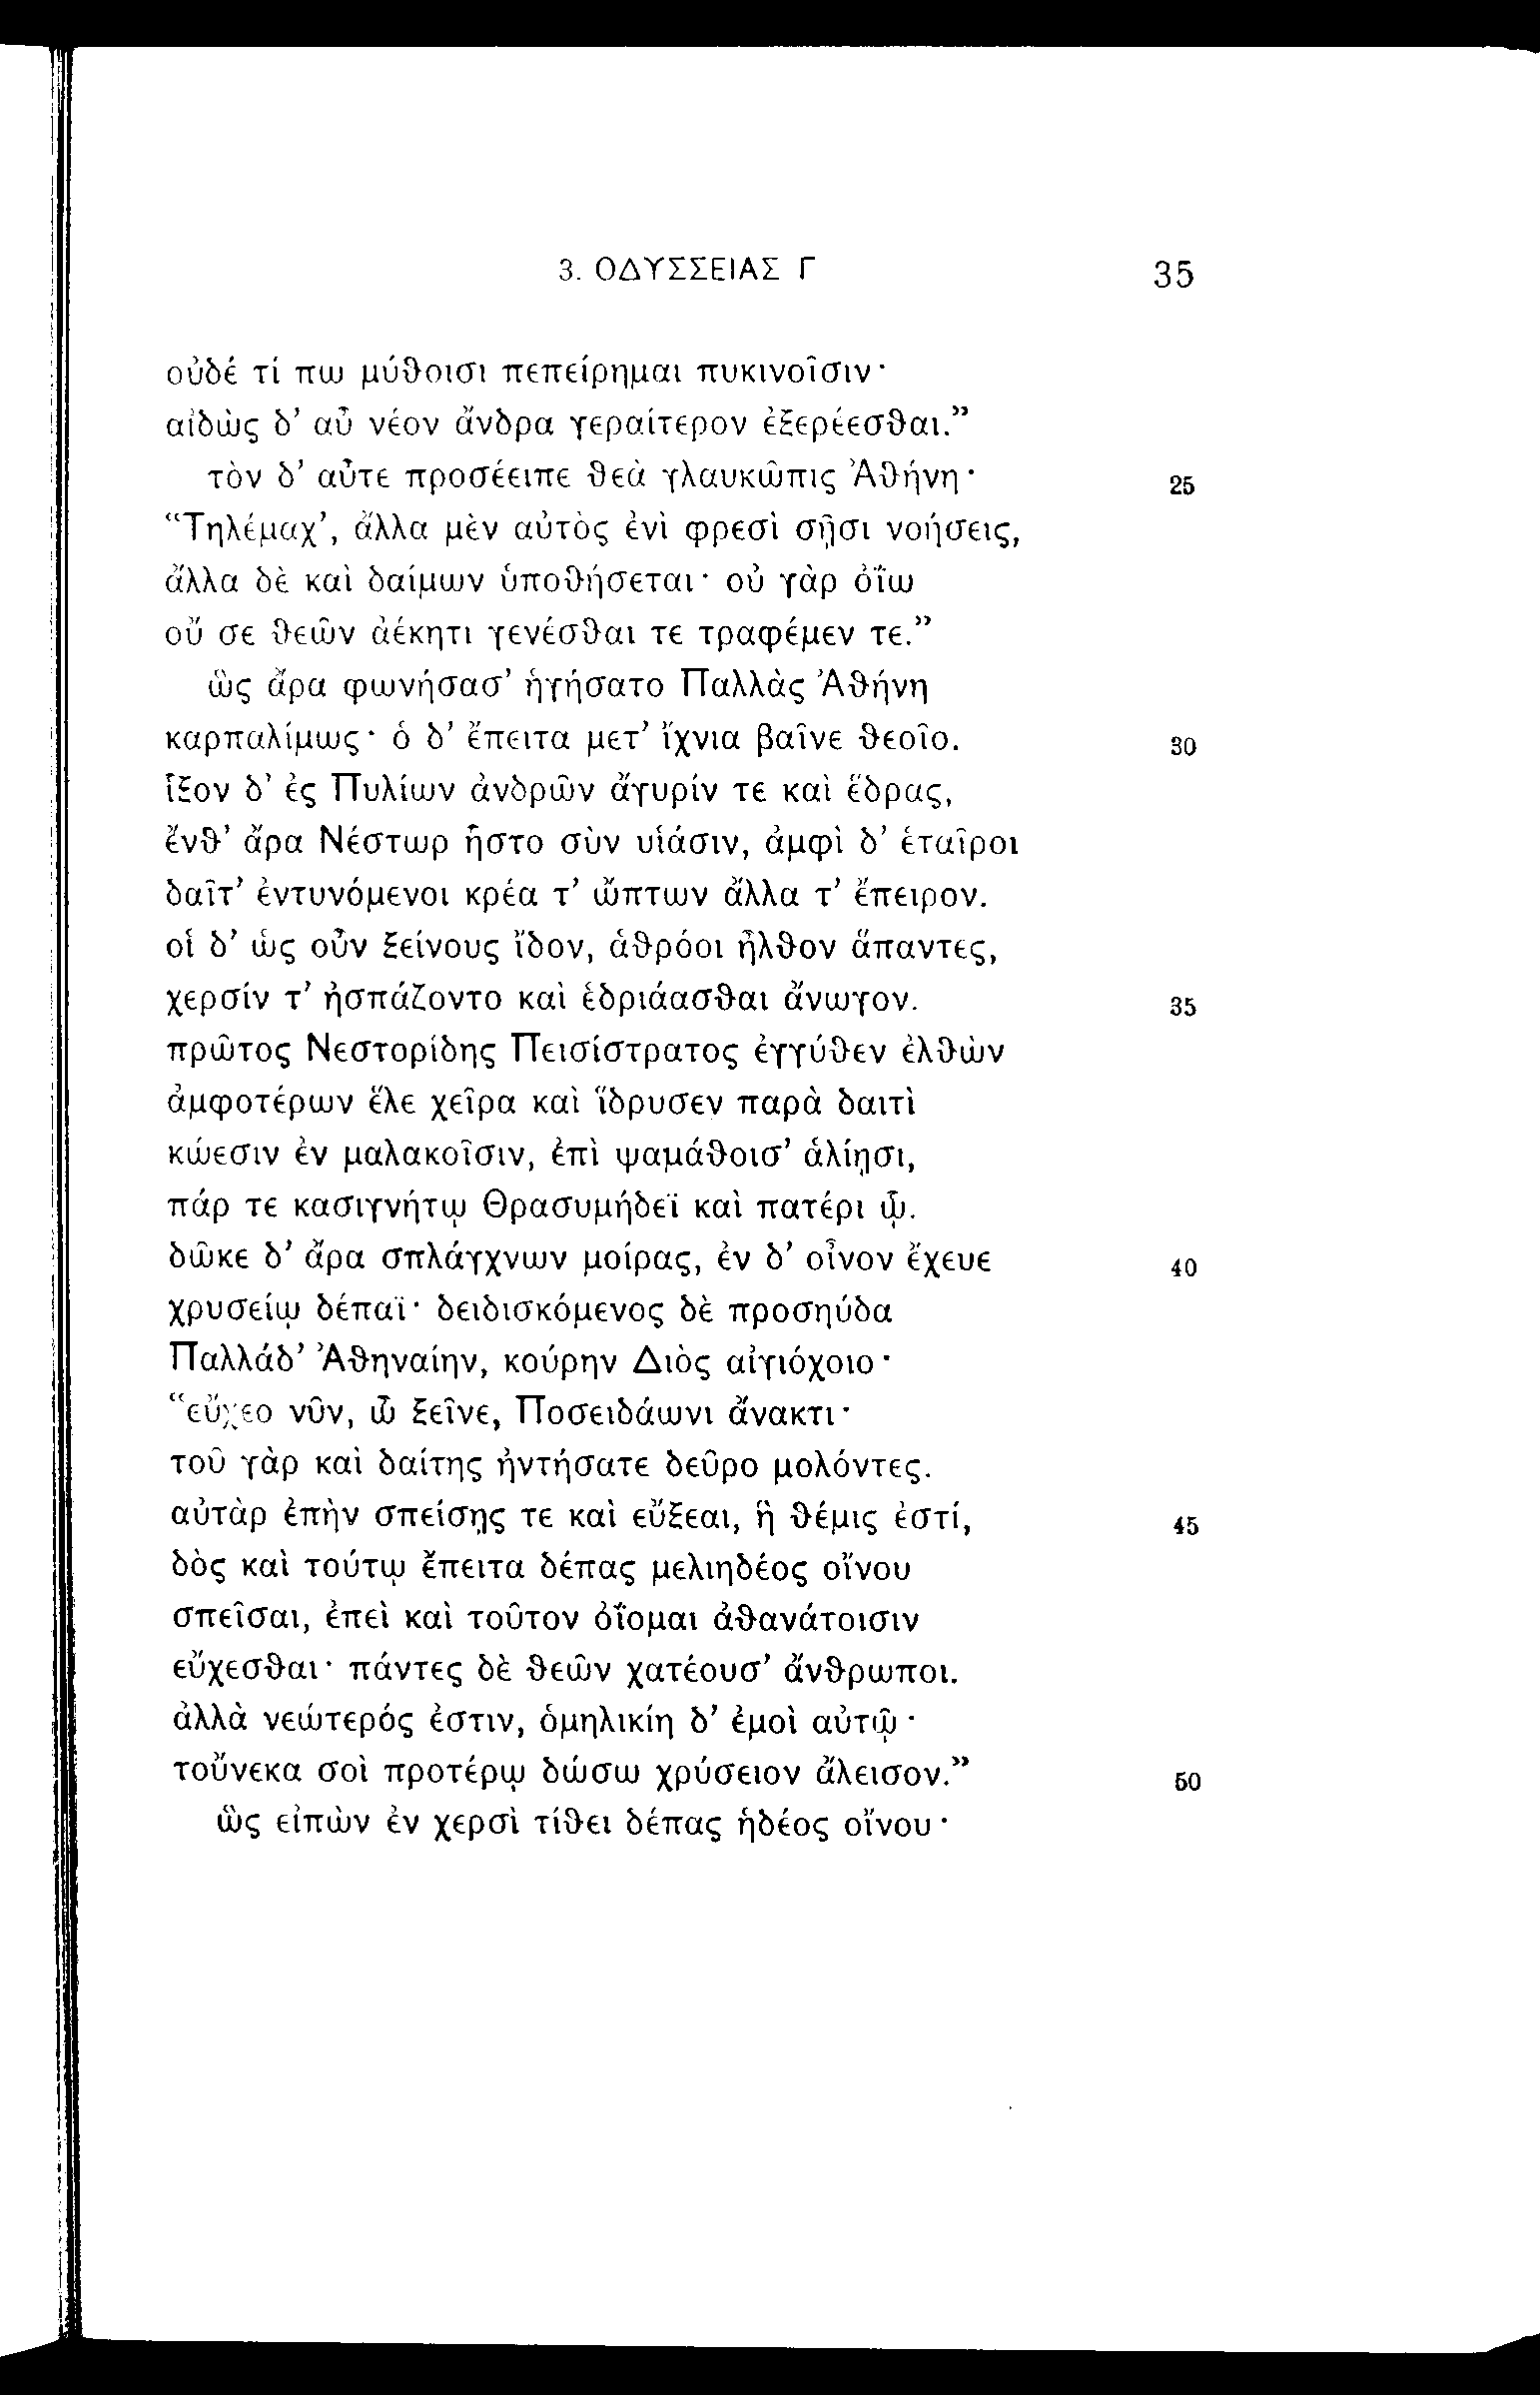 3. ΟΔΥΣΣΕΙΑΣ Γ 35
οὐδέ τί πω μύθοισι πεπείρημαι πυκινοῖσιν·
αἰδὼς δ’ αὖ νέον ἄνδρα γεραίτερον ἐξερέεσθαι.”
τὸν δ’ αὖτε προσέειπε θεὰ γλαυκῶπις Ἀθήνη· 25
“Τηλέμαχ’, ἄλλα μὲν αὐτὸς ἐνὶ φρεσὶ σῇσι νοήσεις,
ἄλλα δὲ καὶ δαίμων ὑποθήσεται· οὐ γὰρ ὀΐω
οὔ σε θεῶν ἀέκητι γενέσθαι τε τραφέμεν τε.”
ὣς ἄρα φωνήσασ’ ἡγήσατο Παλλὰς Ἀθήνη
καρπαλίμως· ὁ δ’ ἔπειτα μετ’ ἴχνια βαῖνε θεοῖο. 30
ἷξον δ’ ἐς Πυλίων ἀνδρῶν ἄγυρίν τε καὶ ἕδρας,
ἔνθ’ ἄρα Νέστωρ ἧστο σὺν υἱάσιν, ἀμφὶ δ’ ἑταῖροι
δαῖτ’ ἐντυνόμενοι κρέα τ’ ὤπτων ἄλλα τ’ ἔπειρον.
οἱ δ’ ὡς οὖν ξείνους ἴδον, ἁθρόοι ἦλθον ἅπαντες,
χερσίν τ’ ἠσπάζοντο καὶ ἑδριάασθαι ἄνωγον. 35
πρῶτος Νεστορίδης Πεισίστρατος ἐγγύθεν ἐλθὼν
ἀμφοτέρων ἕλε χεῖρα καὶ ἵδρυσεν παρὰ δαιτὶ
κώεσιν ἐν μαλακοῖσιν, ἐπὶ ψαμάθοισ’ ἁλίῃσι,
πάρ τε κασιγνήτῳ Θρασυμήδεϊ καὶ πατέρι ᾧ.
δῶκε δ’ ἄρα σπλάγχνων μοίρας, ἐν δ’ οἶνον ἔχευε 40
χρυσείῳ δέπαϊ· δειδισκόμενος δὲ προσηύδα
Παλλάδ’ Ἀθηναίην, κούρην Διὸς αἰγιόχοιο·
“εὔχεο νῦν, ὦ ξεῖνε, Ποσειδάωνι ἄνακτι·
τοῦ γὰρ καὶ δαίτης ἠντήσατε δεῦρο μολόντες.
αὐτὰρ ἐπὴν σπείσῃς τε καὶ εὔξεαι, ἣ θέμις ἐστί, 45
δὸς καὶ τούτῳ ἔπειτα δέπας μελιηδέος οἴνου
σπεῖσαι, ἐπεὶ καὶ τοῦτον ὀΐομαι ἀθανάτοισιν
εὔχεσθαι· πάντες δὲ θεῶν χατέουσ’ ἄνθρωποι.
ἀλλὰ νεώτερός ἐστιν, ὁμηλικίη δ’ ἐμοὶ αὐτῷ·
τοὔνεκα σοὶ προτέρῳ δώσω χρύσειον ἄλεισον.” 50
ὣς εἰπὼν ἐν χερσὶ τίθει δέπας ἡδέος οἴνου·